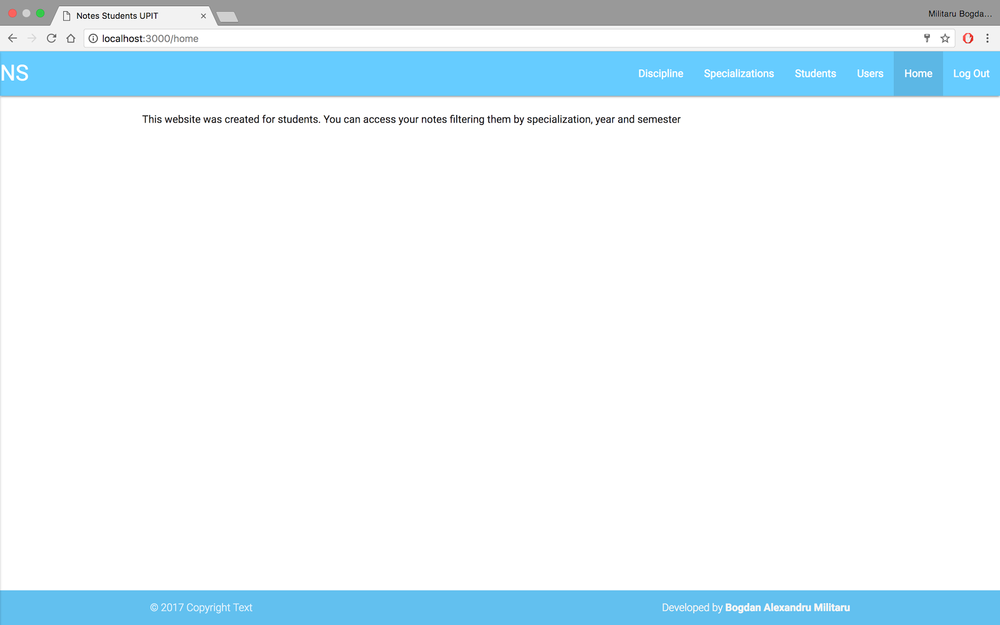 Notes Students UPIT
Militaru Bogda...
localhost:3000/home
NS
Discipline Specializations Students Users Home Log Out
This website was created for students. You can access your notes filtering them by specialization, year and semester
© 2017 Copyright Text
Developed by Bogdan Alexandru Militaru